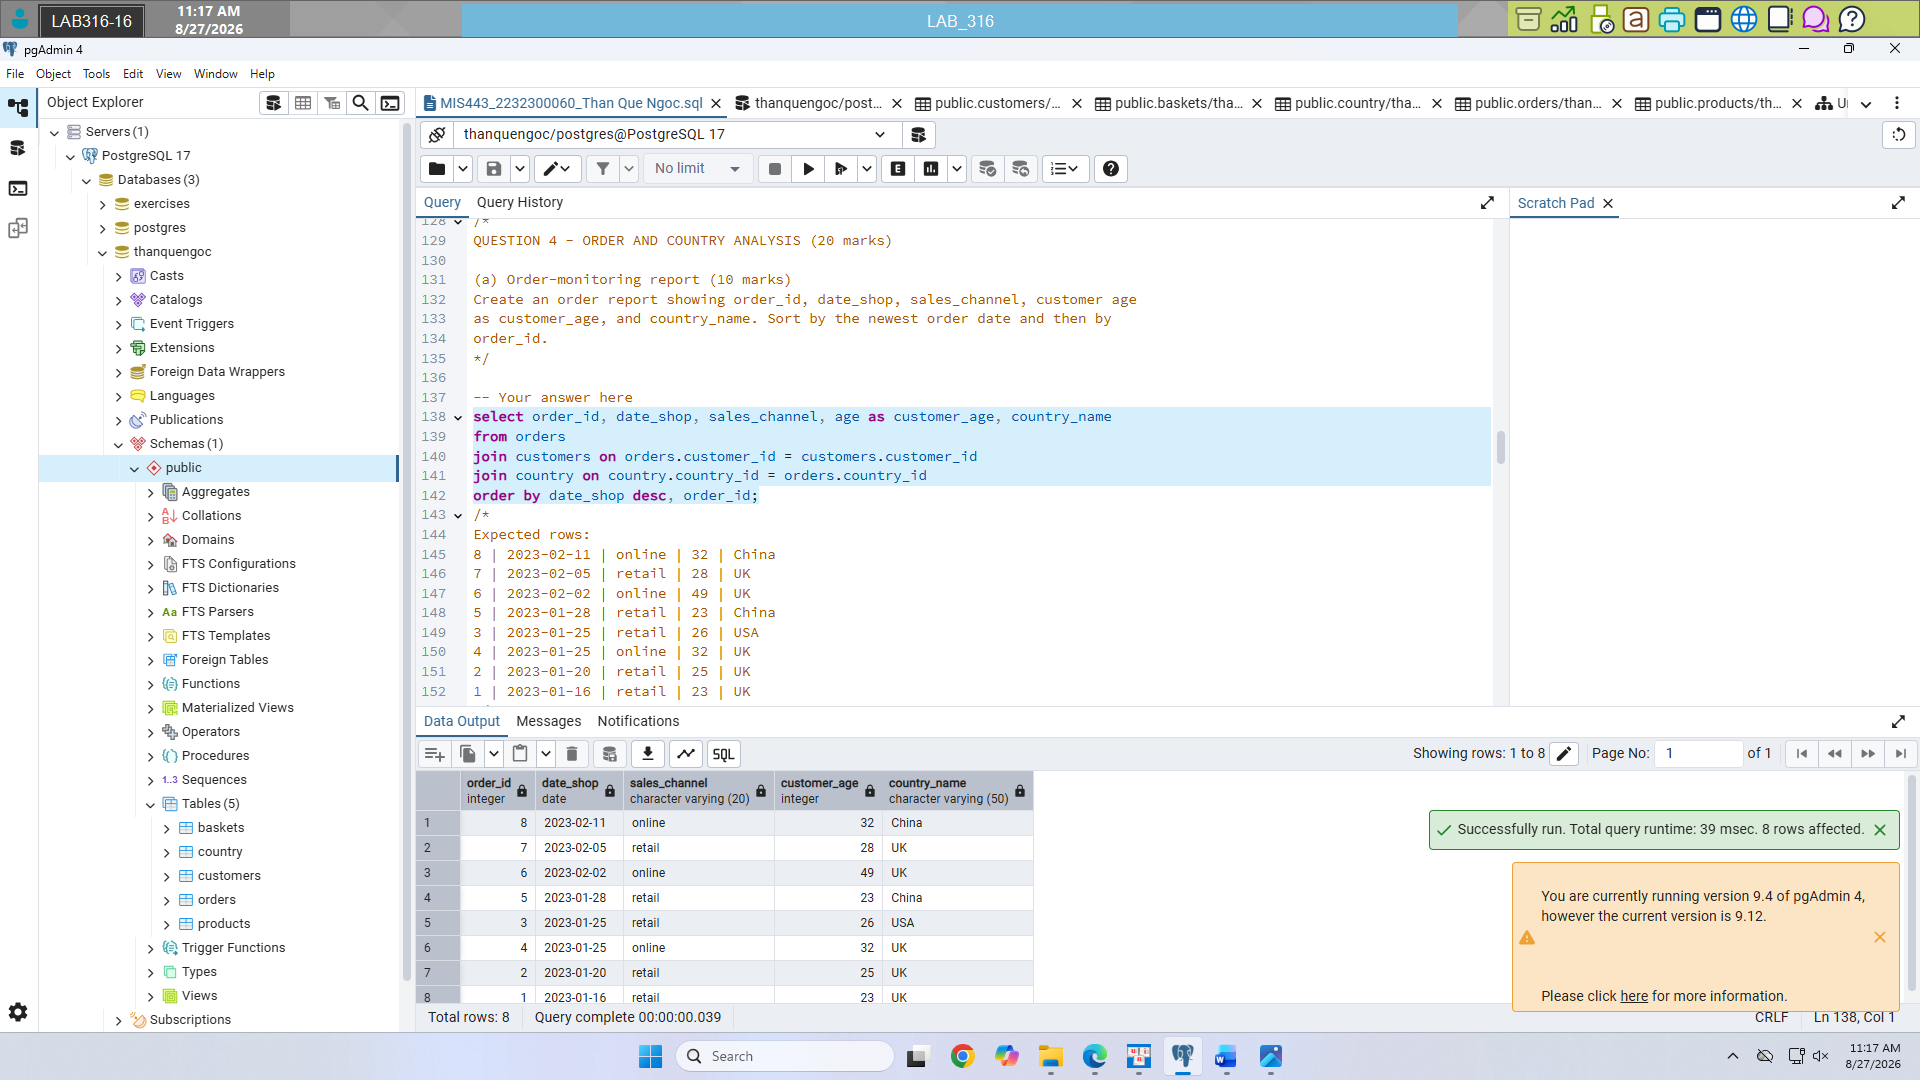 LAB316-16
11:17 AM
8/27/2026
LAB_316
pgAdmin 4
File Object Tools Edit View Window Help
Object Explorer
Servers (1)
PostgreSQL 17
Databases (3)
exercises
postgres
thanquengoc
Casts
Catalogs
Event Triggers
Extensions
Foreign Data Wrappers
Languages
Publications
Schemas (1)
public
Aggregates
Collations
Domains
FTS Configurations
FTS Dictionaries
FTS Parsers
FTS Templates
Foreign Tables
Functions
Materialized Views
Operators
Procedures
Sequences
Tables (5)
baskets
country
customers
orders
products
Trigger Functions
Types
Views
Subscriptions
MIS443_2232300060_Than Que Ngoc.sql
thanquengoc/post...
public.customers/...
public.baskets/tha...
public.country/tha...
public.orders/than...
public.products/th...
thanquengoc/postgres@PostgreSQL 17
No limit
Query Query History
Scratch Pad
128 /*
129 QUESTION 4 - ORDER AND COUNTRY ANALYSIS (20 marks)
130
131 (a) Order-monitoring report (10 marks)
132 Create an order report showing order_id, date_shop, sales_channel, customer age
133 as customer_age, and country_name. Sort by the newest order date and then by
134 order_id.
135 */
136
137 -- Your answer here
138 select order_id, date_shop, sales_channel, age as customer_age, country_name
139 from orders
140 join customers on orders.customer_id = customers.customer_id
141 join country on country.country_id = orders.country_id
142 order by date_shop desc, order_id;
143 /*
144 Expected rows:
145 8 | 2023-02-11 | online | 32 | China
146 7 | 2023-02-05 | retail | 28 | UK
147 6 | 2023-02-02 | online | 49 | UK
148 5 | 2023-01-28 | retail | 23 | China
149 3 | 2023-01-25 | retail | 26 | USA
150 4 | 2023-01-25 | online | 32 | UK
151 2 | 2023-01-20 | retail | 25 | UK
152 1 | 2023-01-16 | retail | 23 | UK
Data Output Messages Notifications
SQL
Showing rows: 1 to 8
Page No: 1 of 1
order_id date_shop sales_channel customer_age country_name
integer date character varying (20) integer character varying (50)
1 8 2023-02-11 online 32 China
2 7 2023-02-05 retail 28 UK
3 6 2023-02-02 online 49 UK
4 5 2023-01-28 retail 23 China
5 3 2023-01-25 retail 26 USA
6 4 2023-01-25 online 32 UK
7 2 2023-01-20 retail 25 UK
8 1 2023-01-16 retail 23 UK
Successfully run. Total query runtime: 39 msec. 8 rows affected.
You are currently running version 9.4 of pgAdmin 4,
however the current version is 9.12.
Please click here for more information.
Total rows: 8
Query complete 00:00:00.039
CRLF
Ln 138, Col 1
Search
11:17 AM
8/27/2026